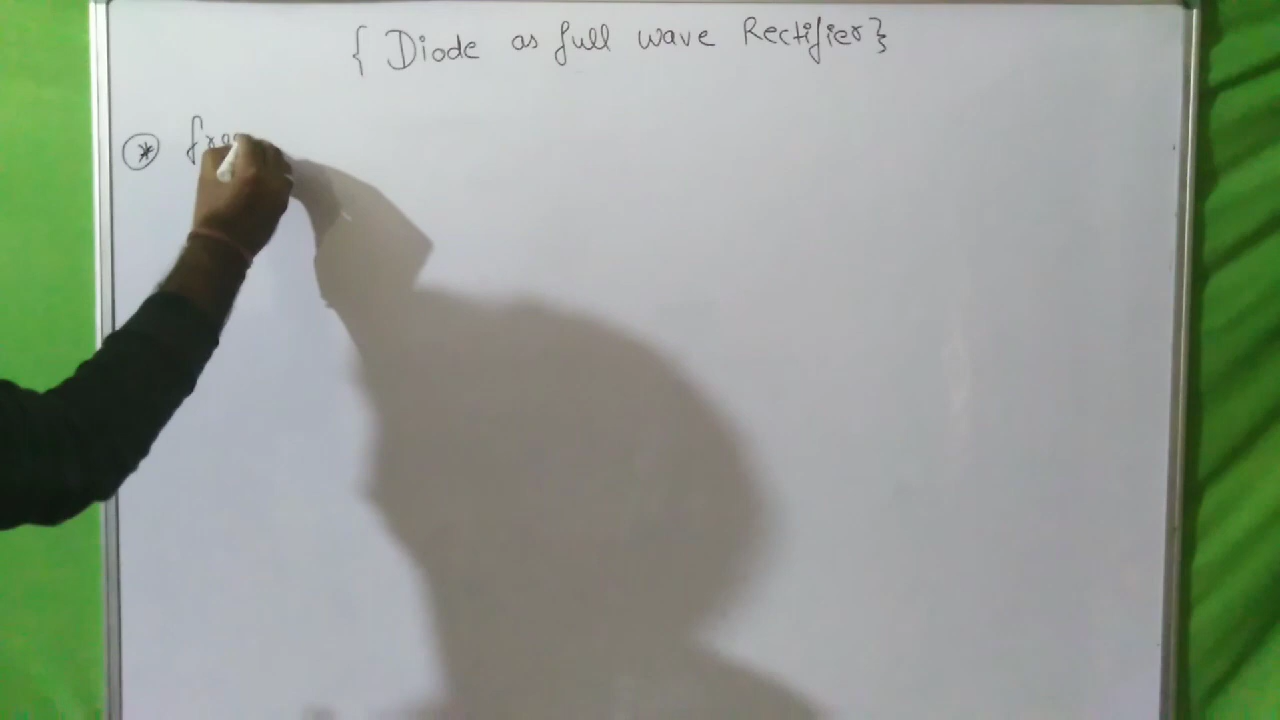 { Diode as full wave Rectifier}
*